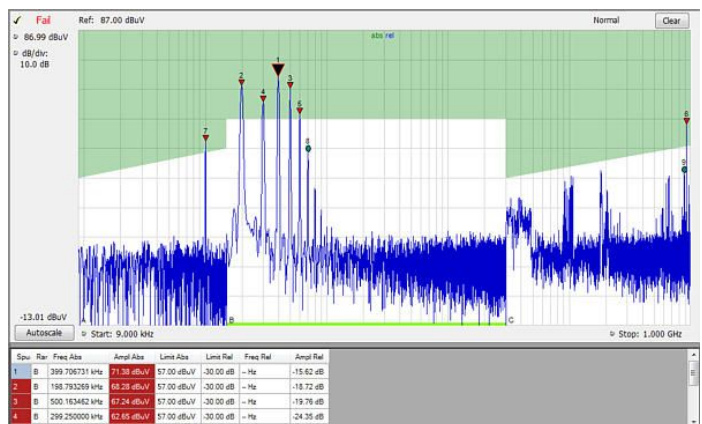 Fail Ref: 87.00 dBuV Normal Clear
86.99 dBuV
dB/div:
10.0 dB
abs rel
1
2
3
4
5
6
7
8
9
-13.01 dBuV
A B C
Autoscale Start: 9.000 kHz Stop: 1.000 GHz
Spu Ran Freq Abs Ampl Abs Limit Abs Limit Rel Freq Rel Ampl Rel
1 B 399.706731 kHz 71.38 dBuV 57.00 dBuV -30.00 dB -- Hz -15.62 dB
2 B 198.793269 kHz 68.28 dBuV 57.00 dBuV -30.00 dB -- Hz -18.72 dB
3 B 500.163462 kHz 67.24 dBuV 57.00 dBuV -30.00 dB -- Hz -19.76 dB
4 B 299.250000 kHz 62.65 dBuV 57.00 dBuV -30.00 dB -- Hz -24.35 dB